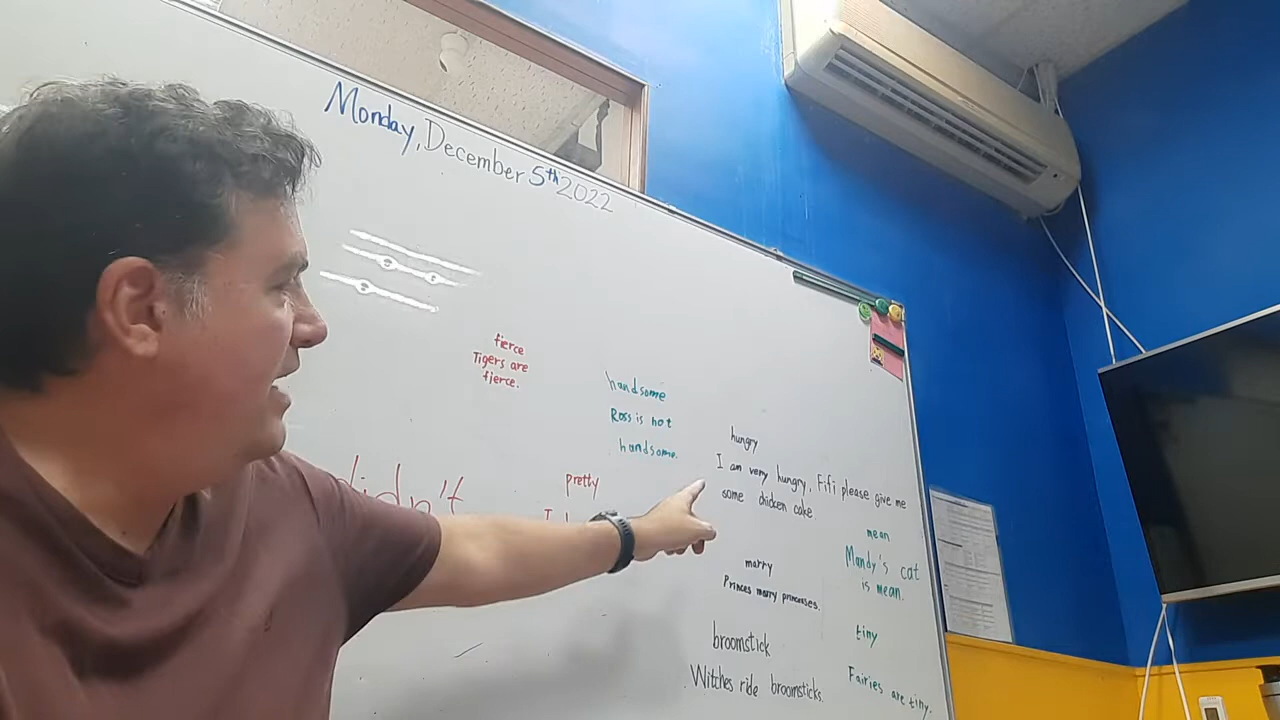 Monday, December 5th 2022
fierce
Tigers are
fierce.
handsome
Ross is not
handsome.
didn't
pretty
I
hungry
I am very hungry, Fifi please give me
some chicken cake.
mean
Mandy's cat
is mean.
marry
Princes marry princesses.
broomstick
Witches ride broomsticks.
tiny
Fairies are tiny.